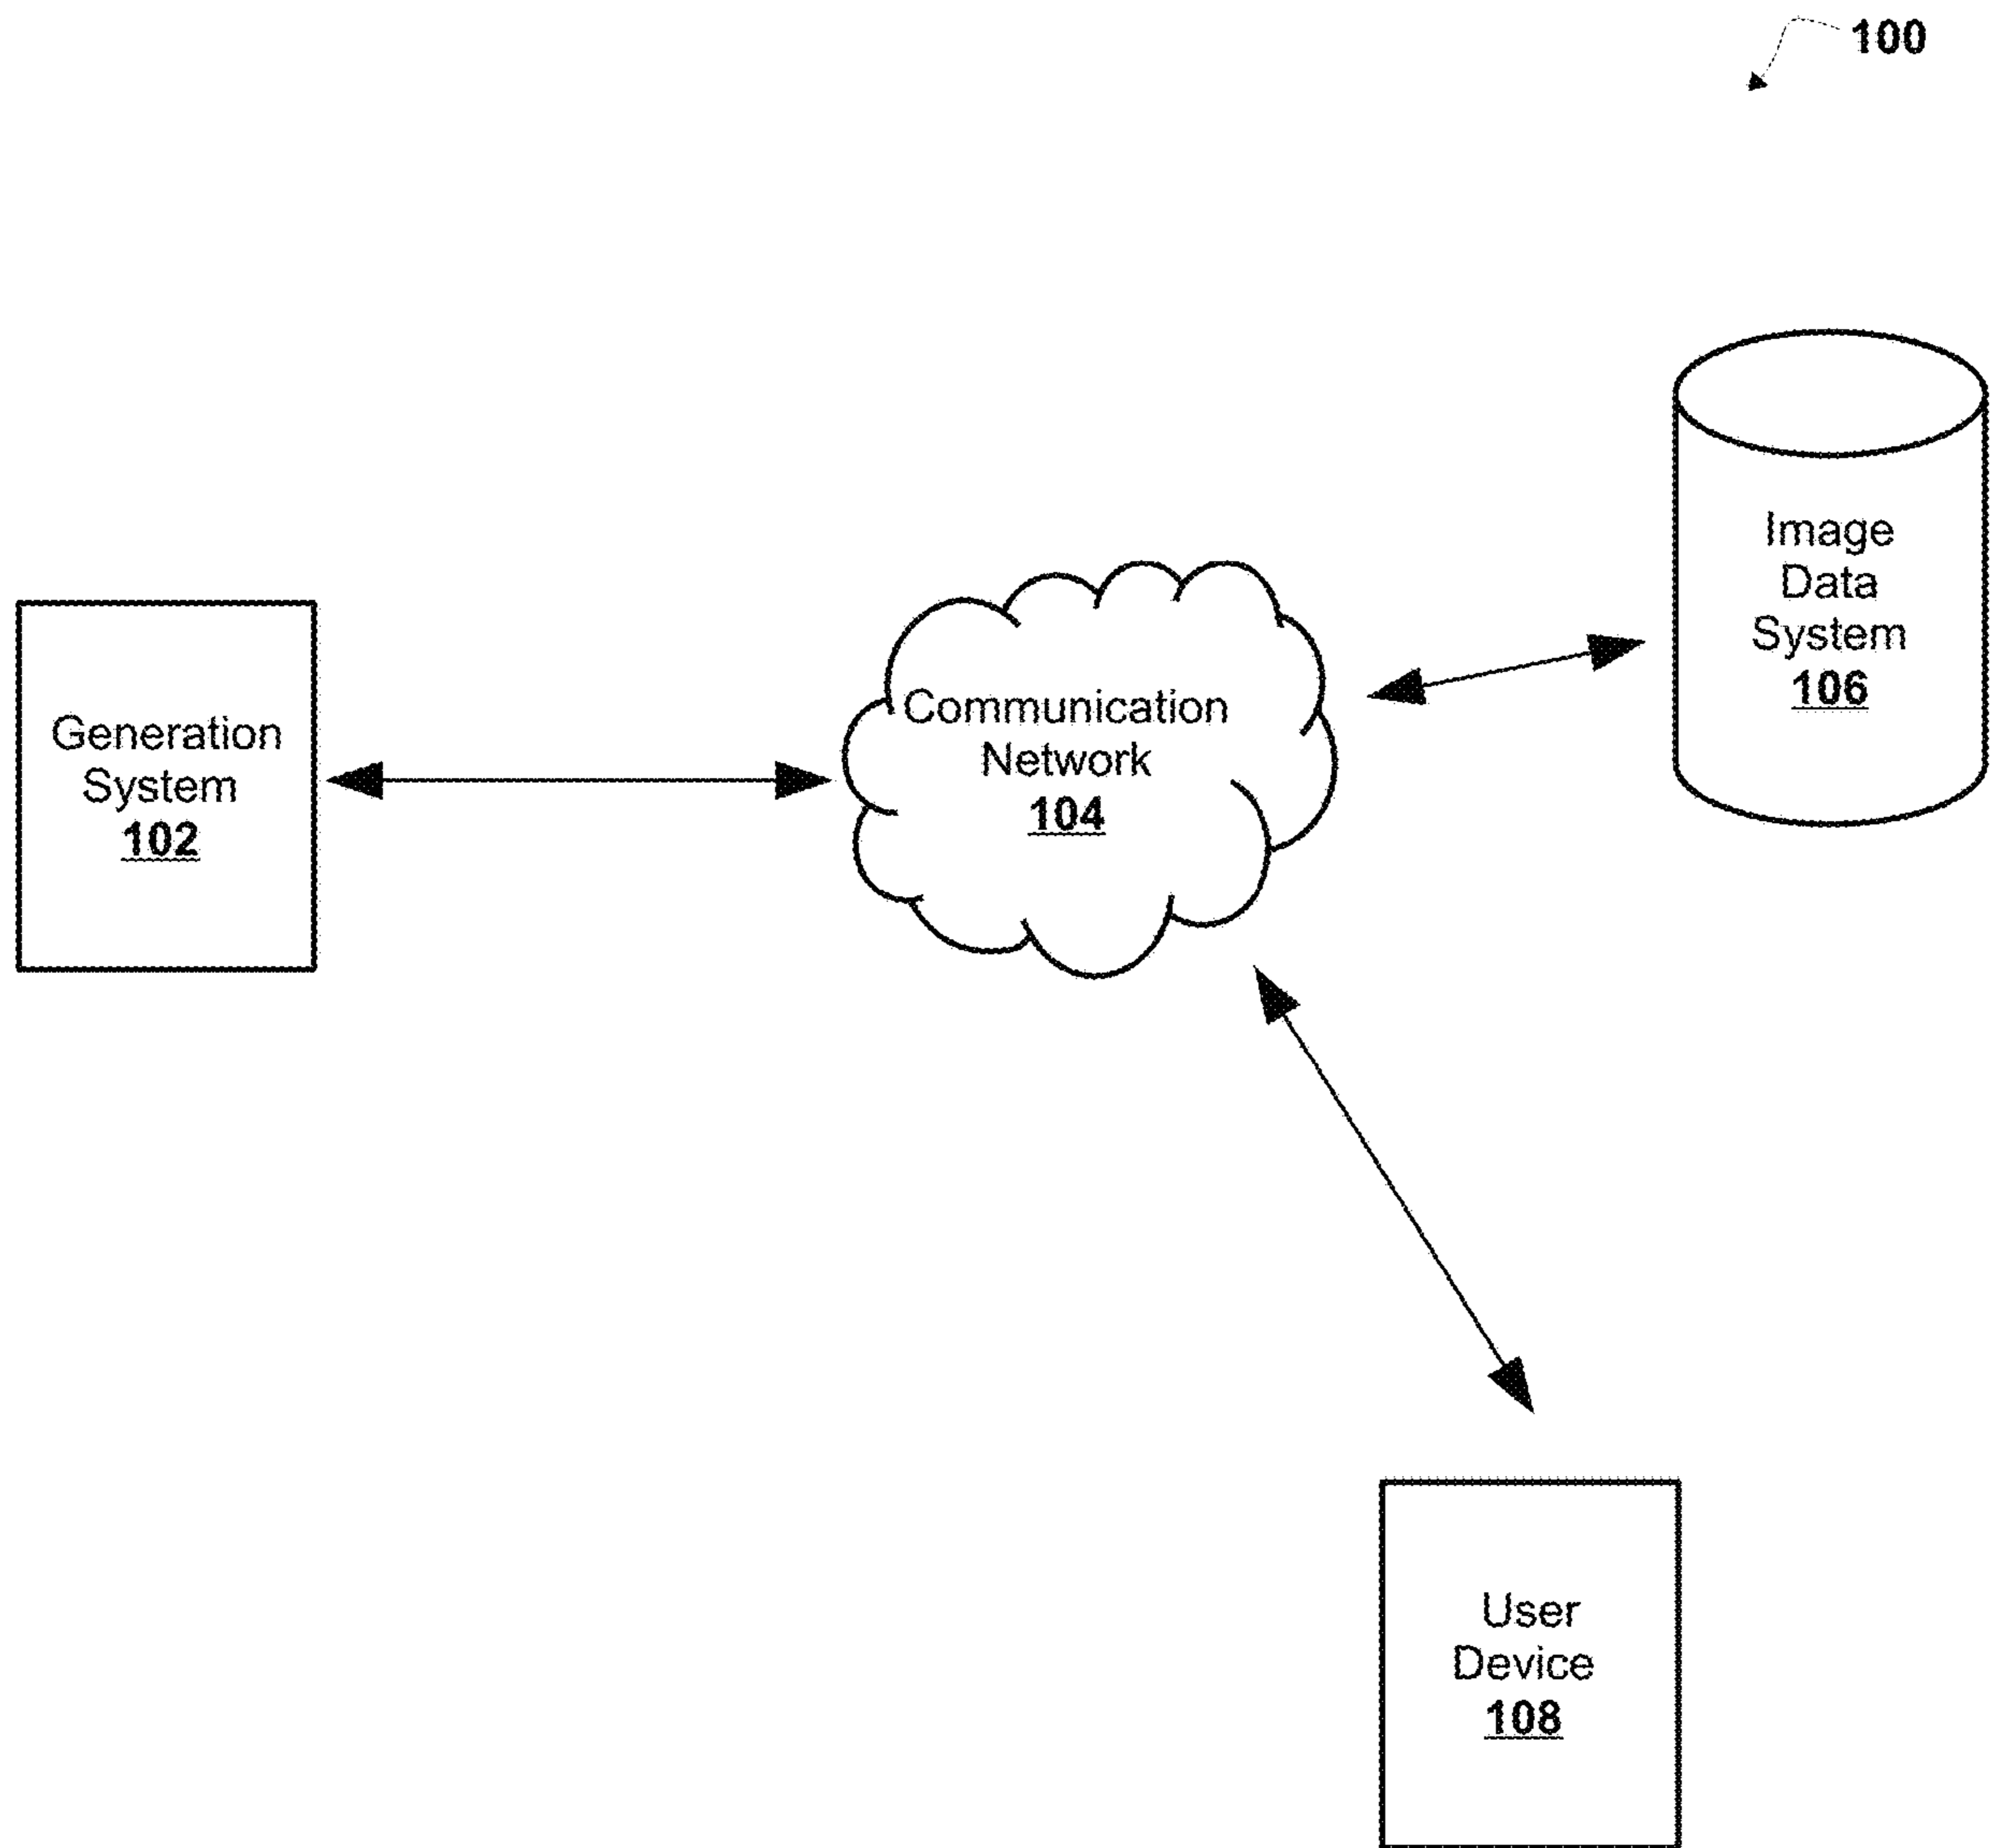 100
Image
Data
System
106
Generation
System
102
Communication
Network
104
User
Device
108